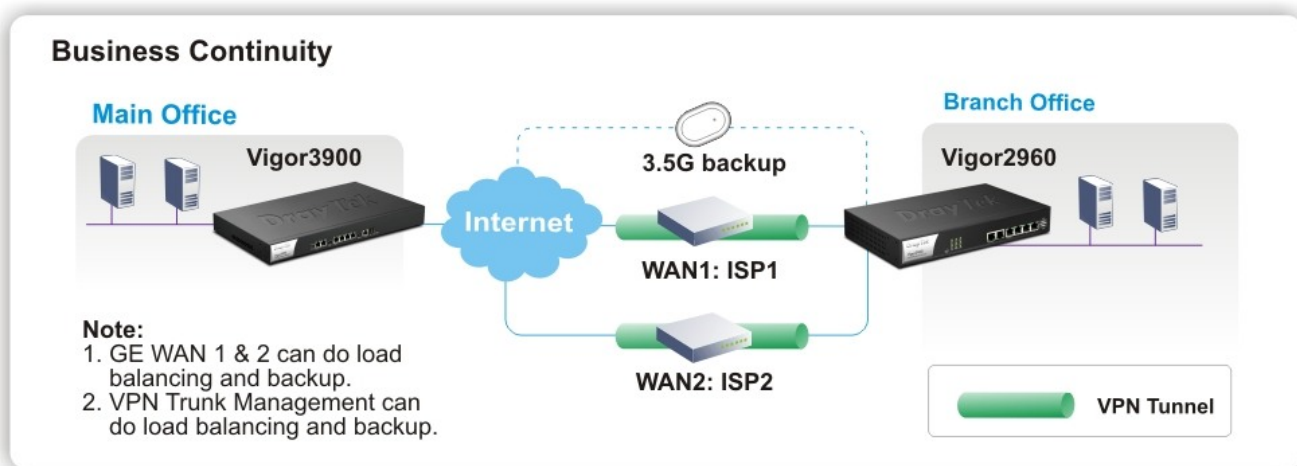 Business Continuity
Main Office
Branch Office
Vigor3900
3.5G backup
Vigor2960
DrayTek
Internet
DrayTek
WAN1: ISP1
WAN2: ISP2
Note:
1. GE WAN 1 & 2 can do load
balancing and backup.
2. VPN Trunk Management can
do load balancing and backup.
VPN Tunnel